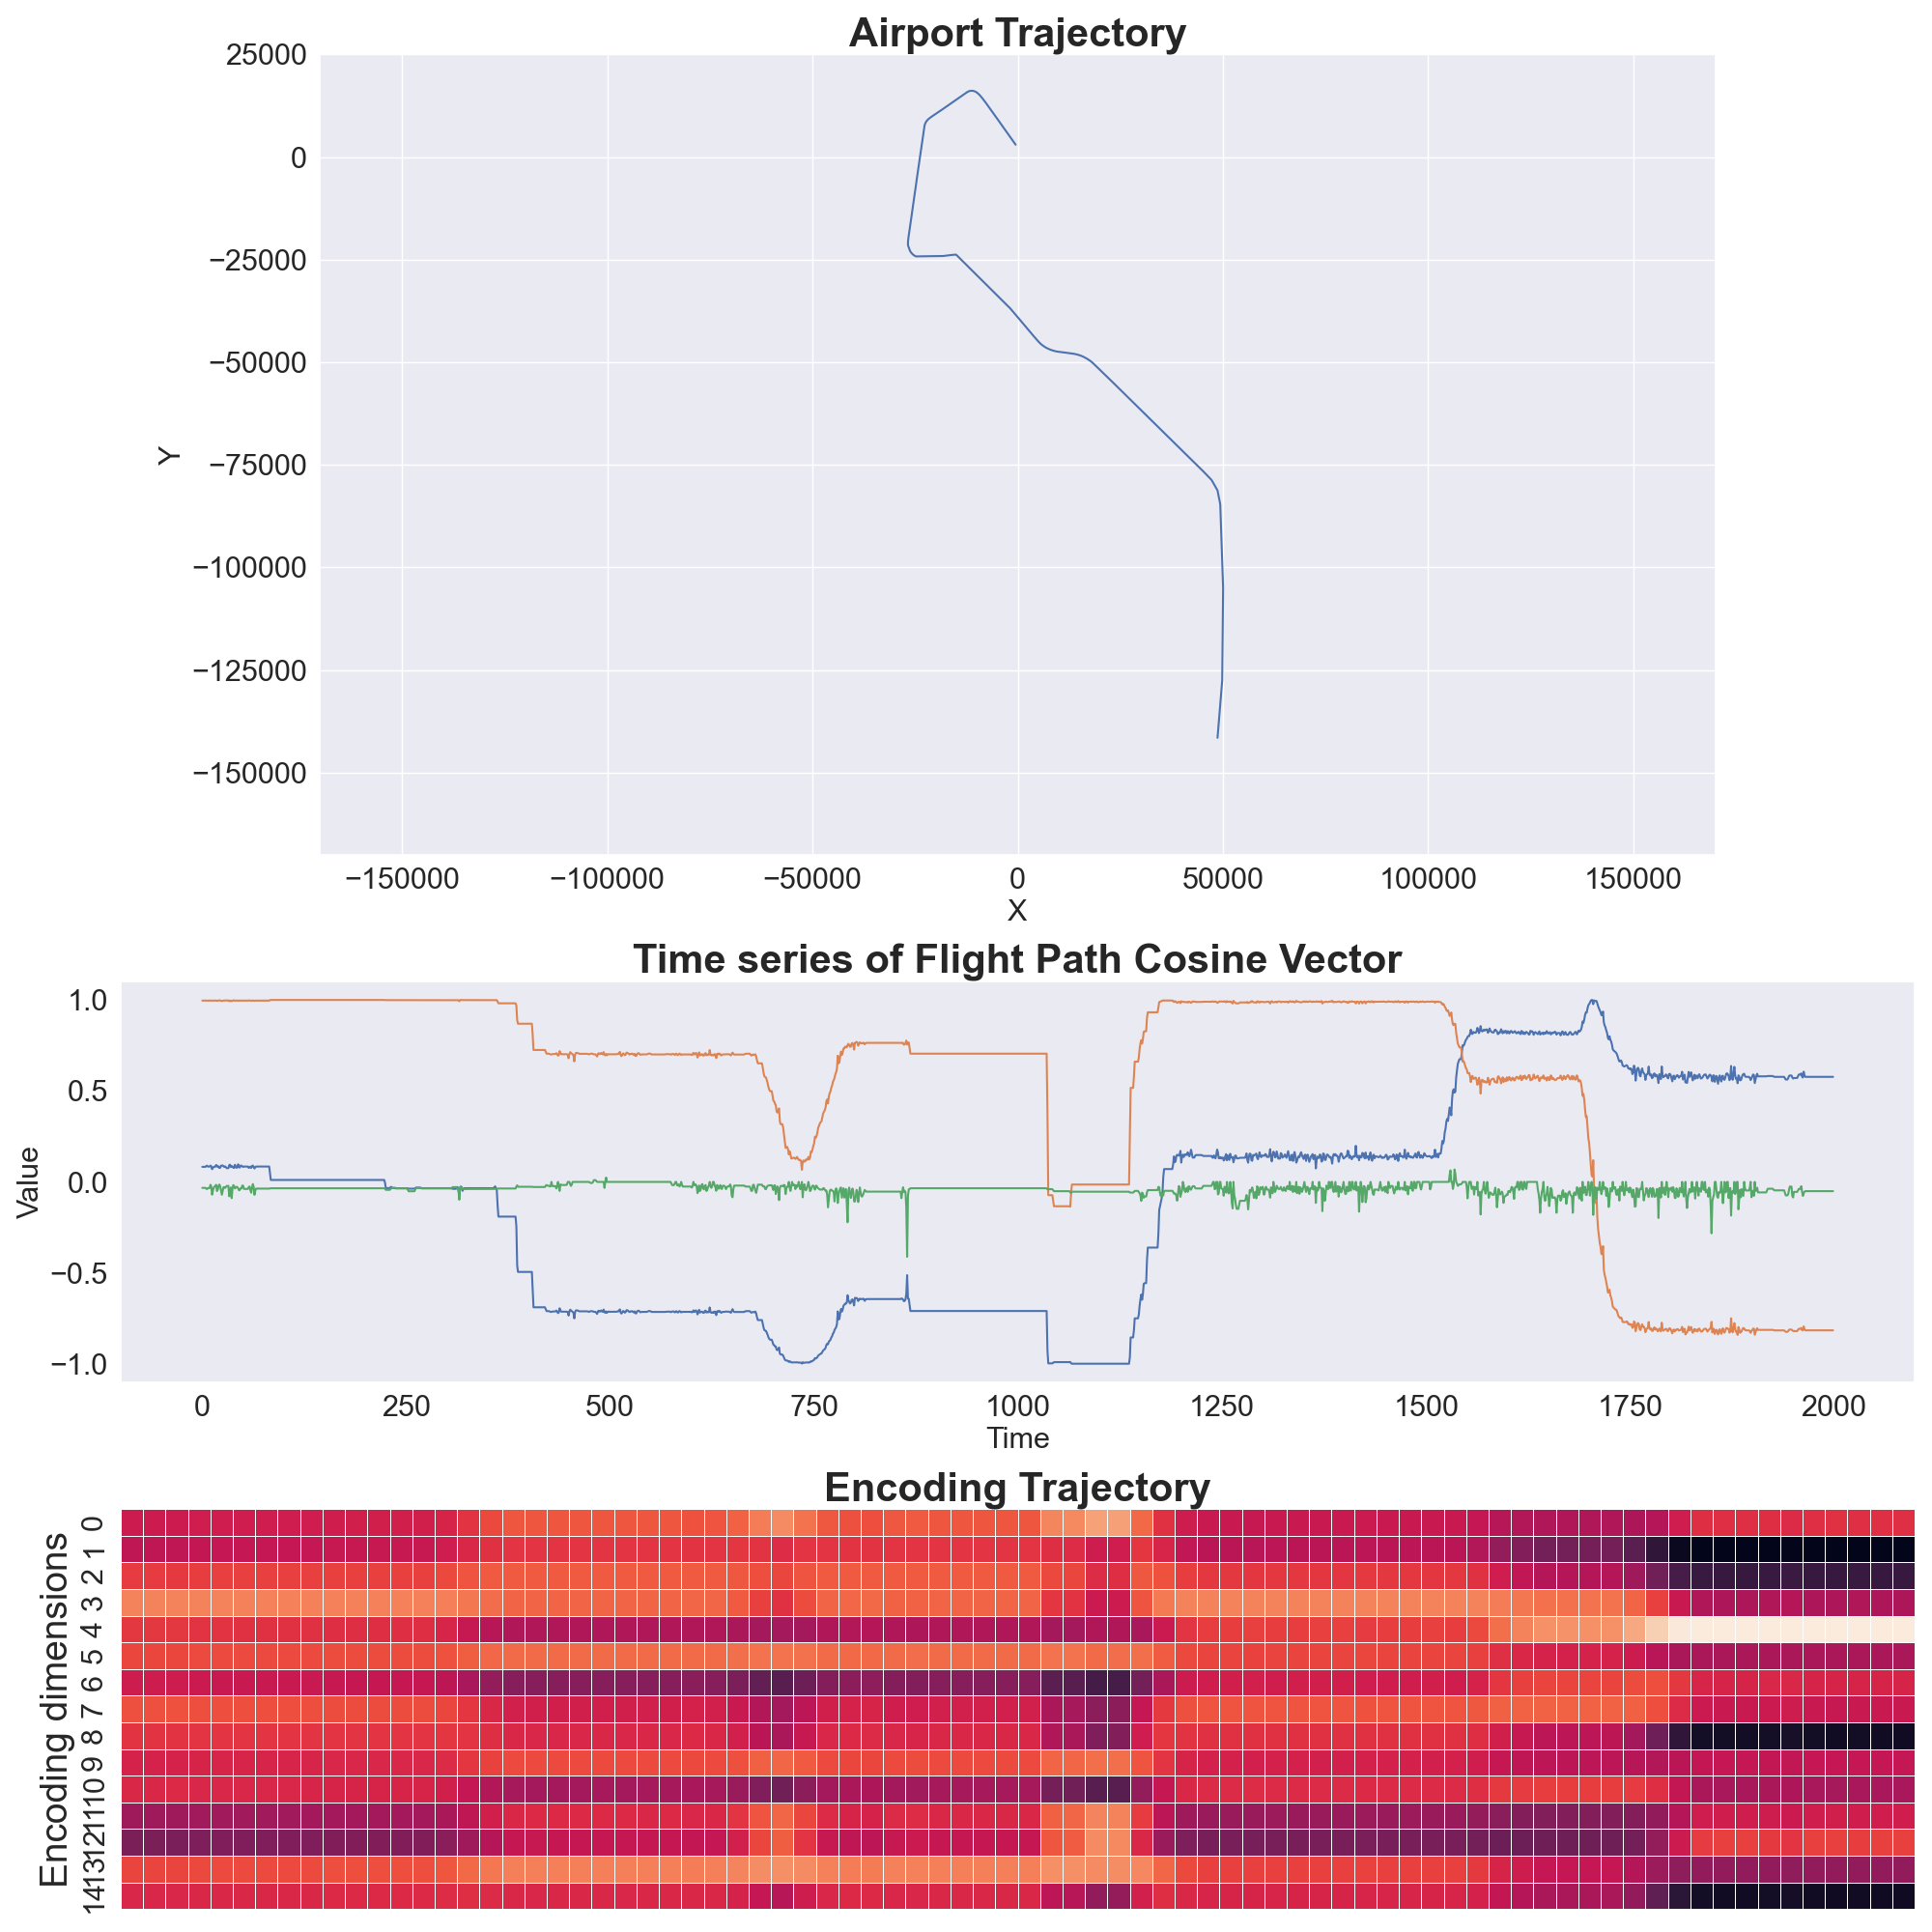 Airport Trajectory
25000
0
−25000
−50000
−75000
−100000
−125000
−150000
Y
−150000 −100000 −50000 0 50000 100000 150000
X
Time series of Flight Path Cosine Vector
1.0
0.5
0.0
−0.5
−1.0
Value
0 250 500 750 1000 1250 1500 1750 2000
Time
Encoding Trajectory
Encoding dimensions
0
1
2
3
4
5
6
7
8
9
10
11
12
13
14